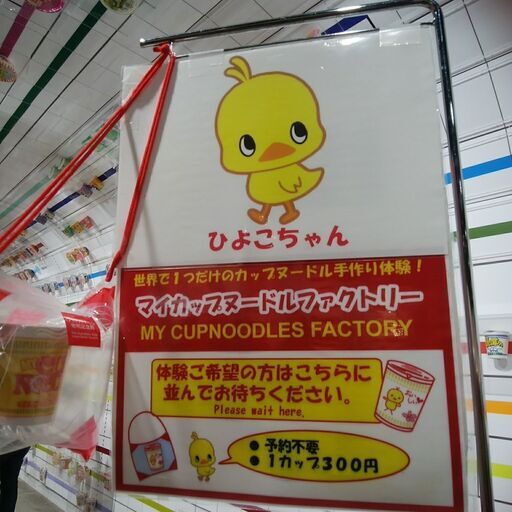 ひよこちゃん
世界で1つだけのカップヌードル手作り体験！
マイカップヌードルファクトリー
MY CUPNOODLES FACTORY
体験ご希望の方はこちらに
並んでお待ちください。
Please wait here.
●予約不要
●1カップ300円